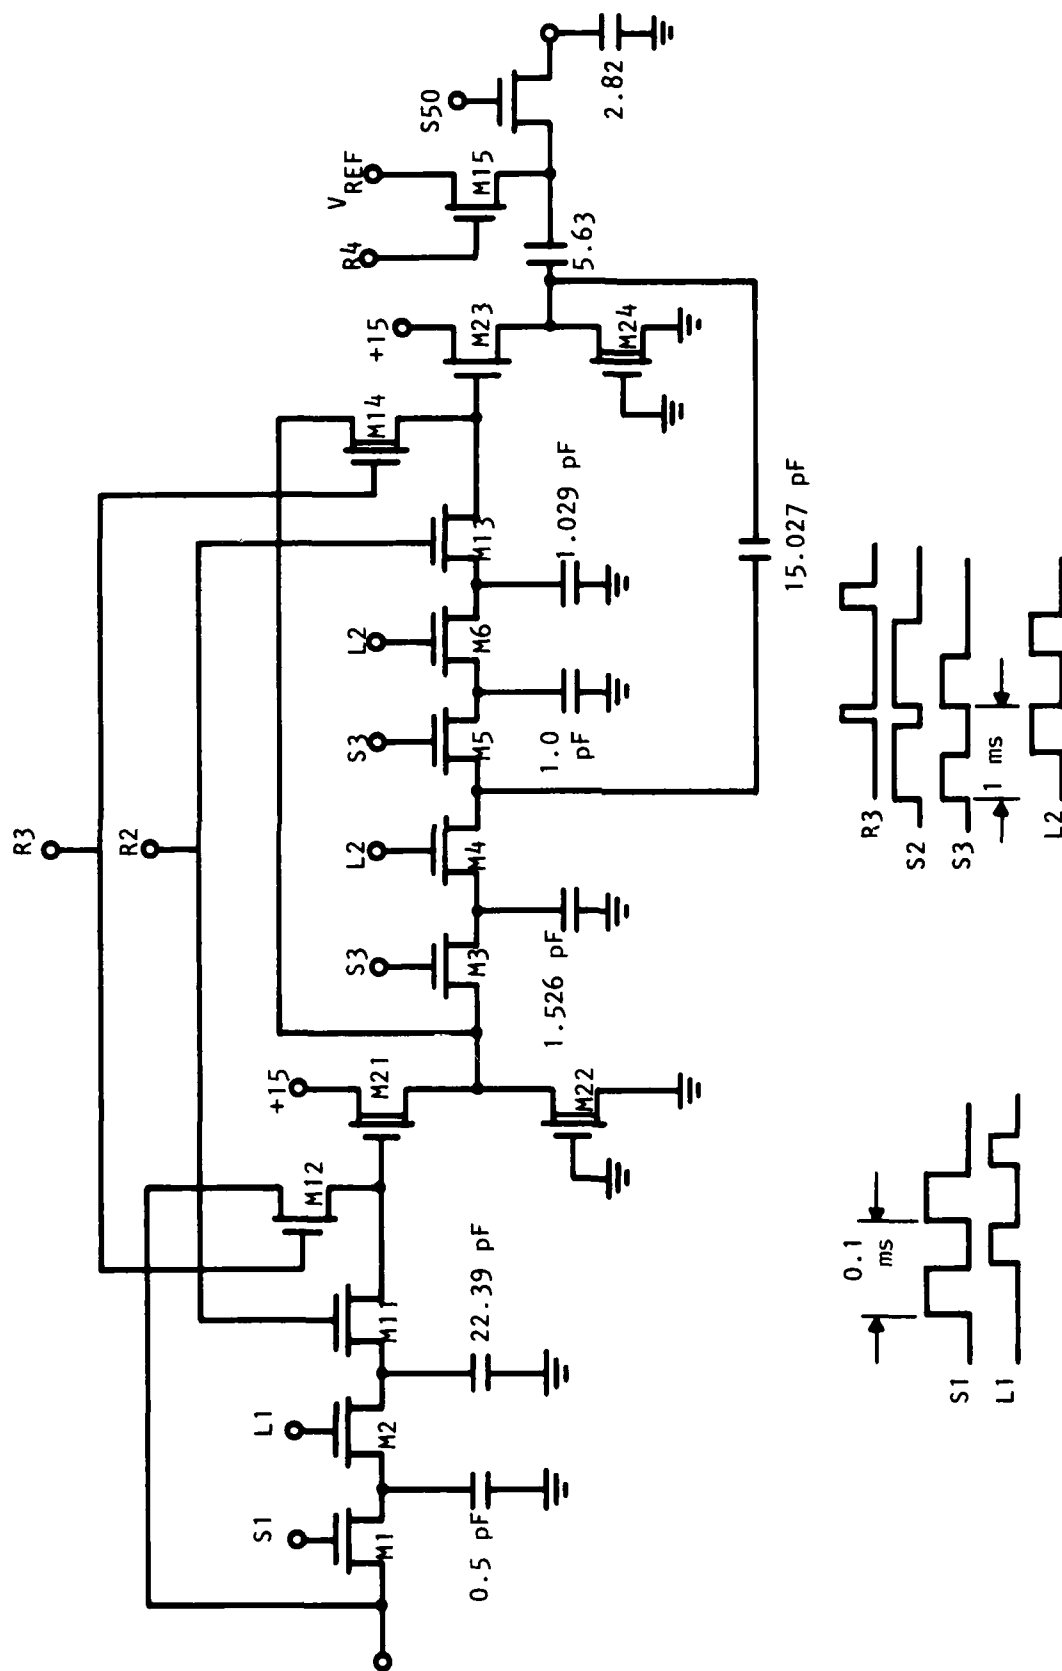 R3
R2
+15
+15
R4
VREF
S50
S1
L1
S3
L2
S3
L2
M12
M21
M14
M23
M15
M1
M2
M11
M3
M4
M5
M6
M13
M22
M24
0.5 pF
22.39 pF
1.526 pF
1.0 pF
1.029 pF
5.63
2.82
15.027 pF
S1
L1
0.1 ms
R3
S2
S3
1 ms
L2